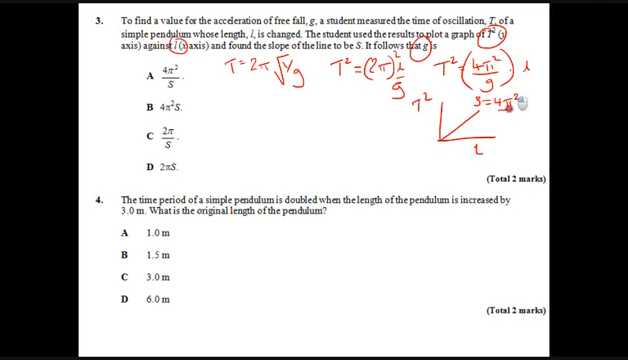 3. To find a value for the acceleration of free fall, g, a student measured the time of oscillation, T, of a
simple pendulum whose length, l, is changed. The student used the results to plot a graph of T² (y
axis) against l (x axis) and found the slope of the line to be S. It follows that g is
T = 2π √l/g
T² = (2π)² l/g
T² = (4π²/g) · l
A 4π²/S.
B 4π²S.
C 2π/S.
D 2πS.
T²
S = 4π²
l
(Total 2 marks)
4. The time period of a simple pendulum is doubled when the length of the pendulum is increased by
3.0 m. What is the original length of the pendulum?
A 1.0 m
B 1.5 m
C 3.0 m
D 6.0 m
(Total 2 marks)